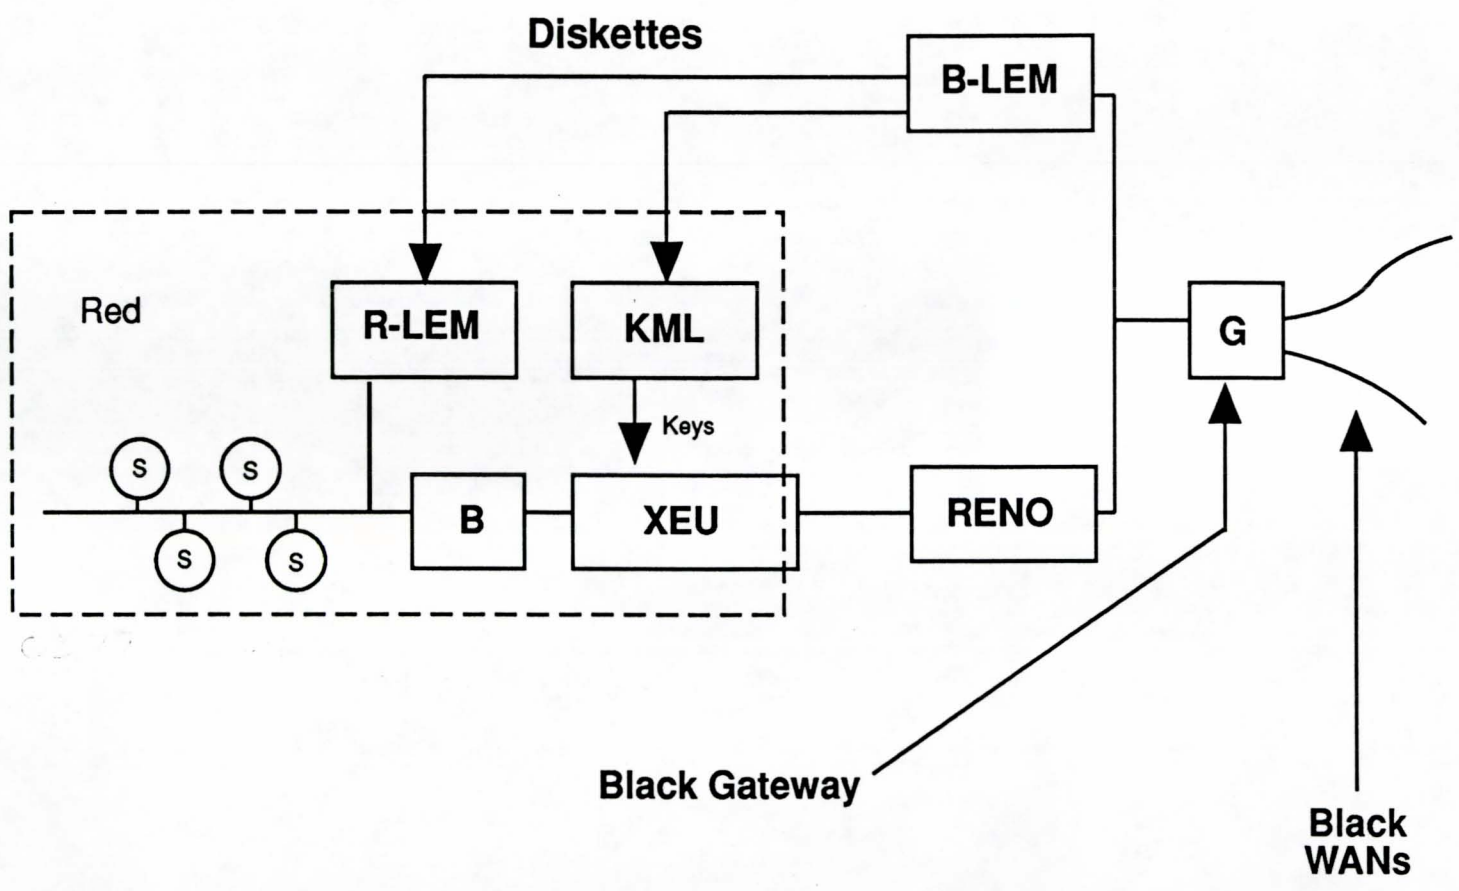 Diskettes
B-LEM
Red
R-LEM
KML
G
Keys
S
S
B
XEU
RENO
S
S
Black Gateway
Black
WANs